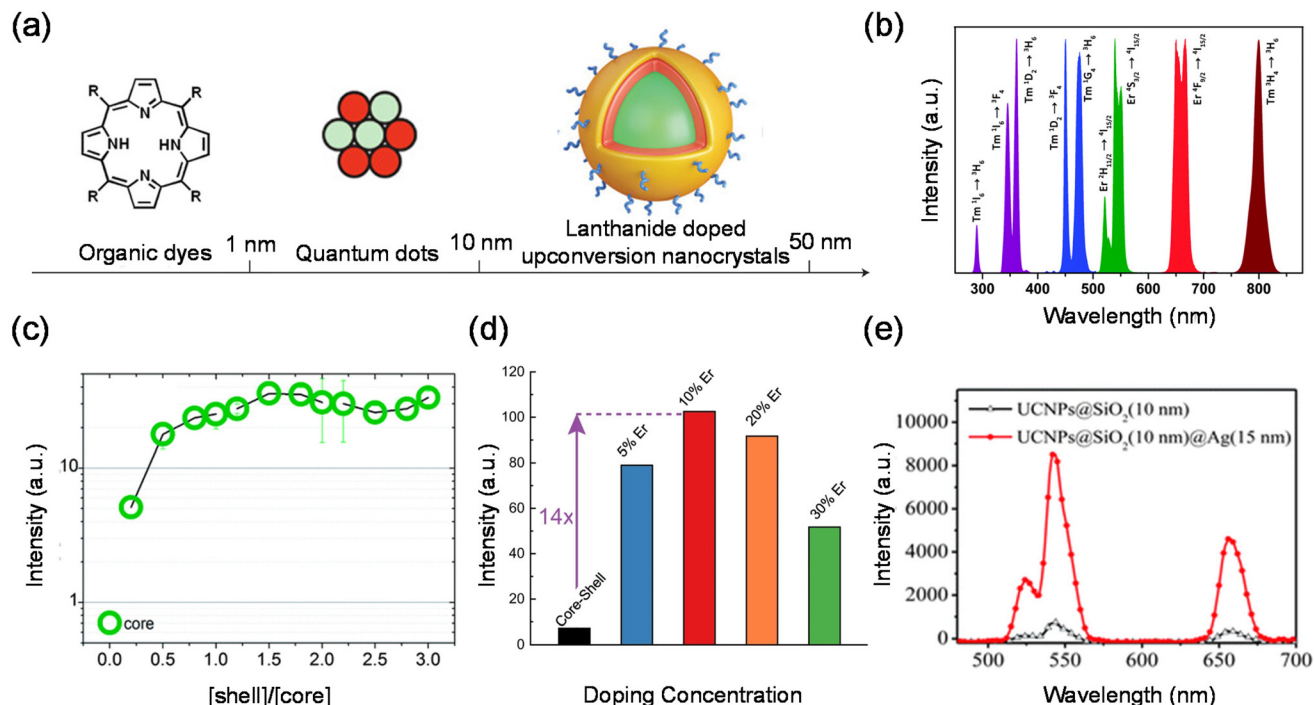 (a)
R
R
N
NH
HN
N
R
R
Organic dyes
1 nm
Quantum dots
10 nm
Lanthanide doped
upconversion nanocrystals
50 nm
(b)
Intensity (a.u.)
Tm ¹I₆ → ³H₆
Tm ¹I₆ → ³F₄
Tm ¹D₂ → ³H₆
Tm ¹D₂ → ³F₄
Tm ¹G₄ → ³H₆
Er ²H₁₁/₂ → ⁴I₁₅/₂
Er ⁴S₃/₂ → ⁴I₁₅/₂
Er ⁴F₉/₂ → ⁴I₁₅/₂
Tm ³H₄ → ³H₆
300 400 500 600 700 800
Wavelength (nm)
(c)
Intensity (a.u.)
10
1
core
0.0 0.5 1.0 1.5 2.0 2.5 3.0
[shell]/[core]
(d)
Intensity (a.u.)
120
100
80
60
40
20
0
14x
Core-Shell
5% Er
10% Er
20% Er
30% Er
Doping Concentration
(e)
Intensity (a.u.)
UCNPs@SiO₂(10 nm)
UCNPs@SiO₂(10 nm)@Ag(15 nm)
10000
8000
6000
4000
2000
0
500 550 600 650 700
Wavelength (nm)